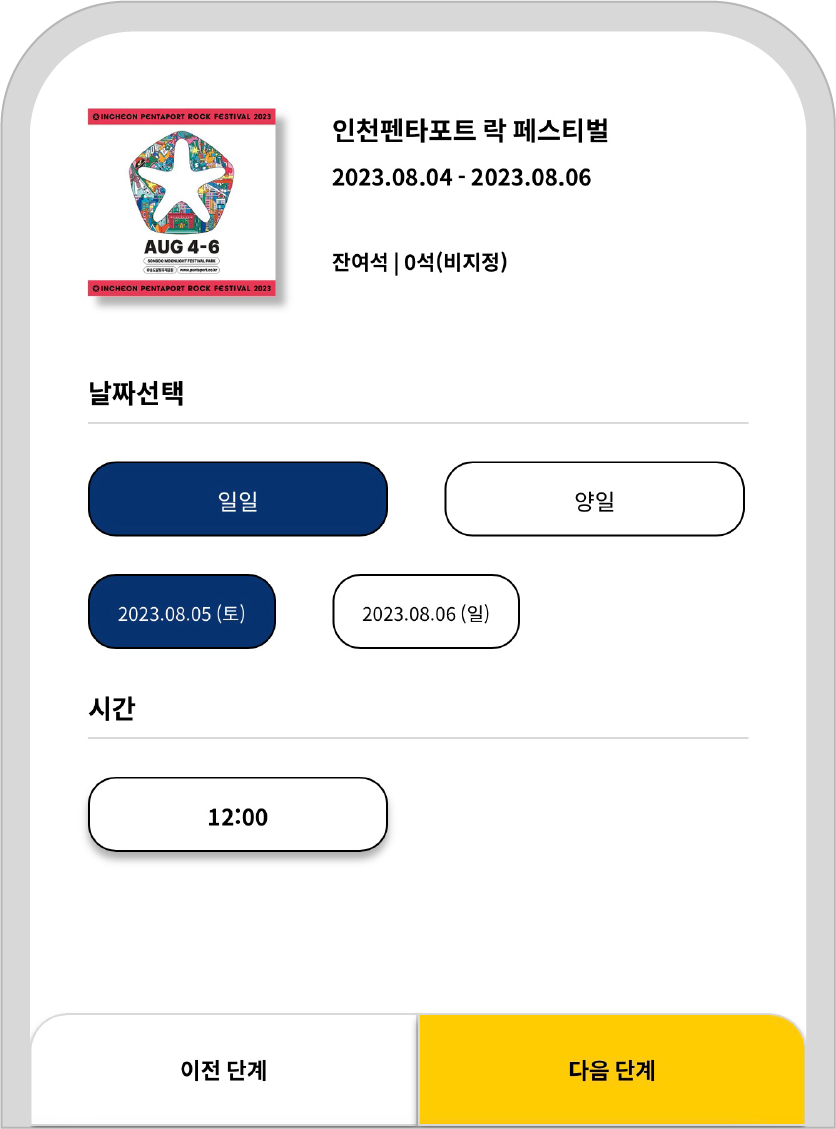 INCHEON PENTAPORT ROCK FESTIVAL 2023
AUG 4-6
SONGDO MOONLIGHT FESTIVAL PARK
www.pentaport.co.kr
INCHEON PENTAPORT ROCK FESTIVAL 2023
인천펜타포트 락 페스티벌
2023.08.04 - 2023.08.06
잔여석 | 0석(비지정)
날짜선택
일일
양일
2023.08.05 (토)
2023.08.06 (일)
시간
12:00
이전 단계
다음 단계